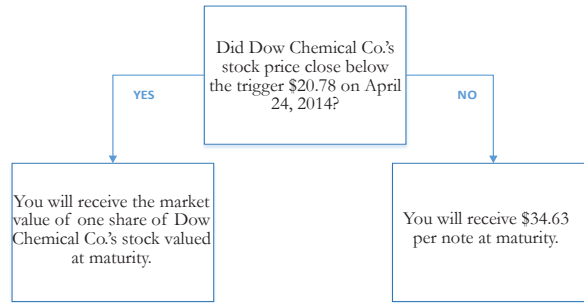 Did Dow Chemical Co.'s
stock price close below
the trigger $20.78 on April
24, 2014?
YES
NO
You will receive the market
value of one share of Dow
Chemical Co.'s stock valued
at maturity.
You will receive $34.63
per note at maturity.